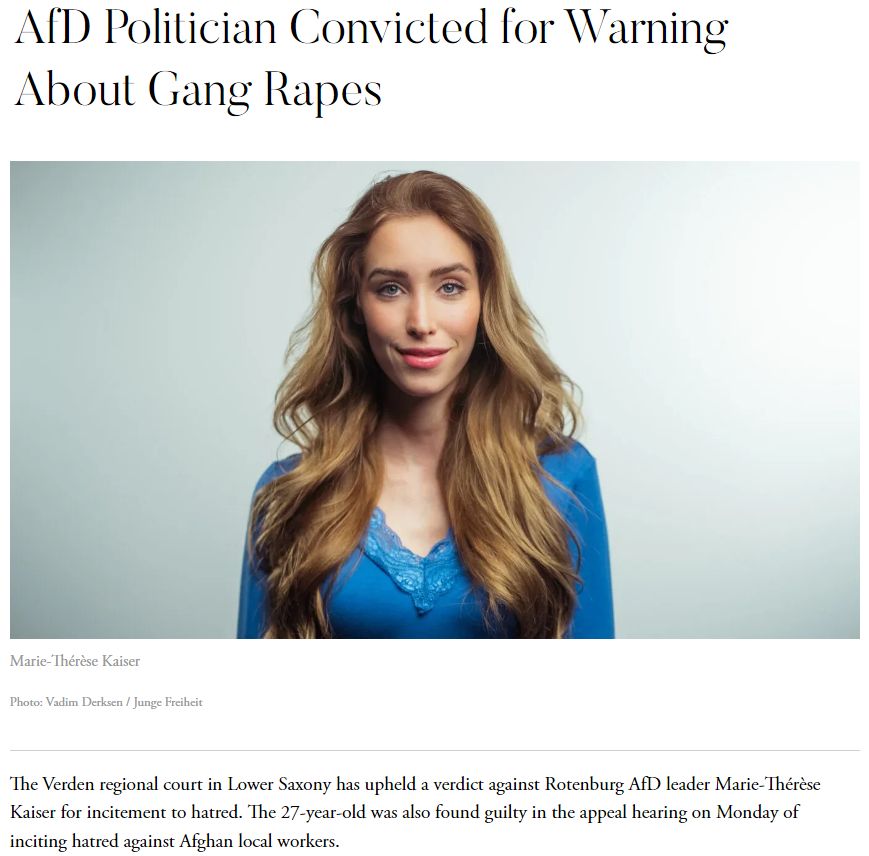 AfD Politician Convicted for Warning
About Gang Rapes
Marie-Thérèse Kaiser
Photo: Vadim Derksen / Junge Freiheit
The Verden regional court in Lower Saxony has upheld a verdict against Rotenburg AfD leader Marie-Thérèse
Kaiser for incitement to hatred. The 27-year-old was also found guilty in the appeal hearing on Monday of
inciting hatred against Afghan local workers.